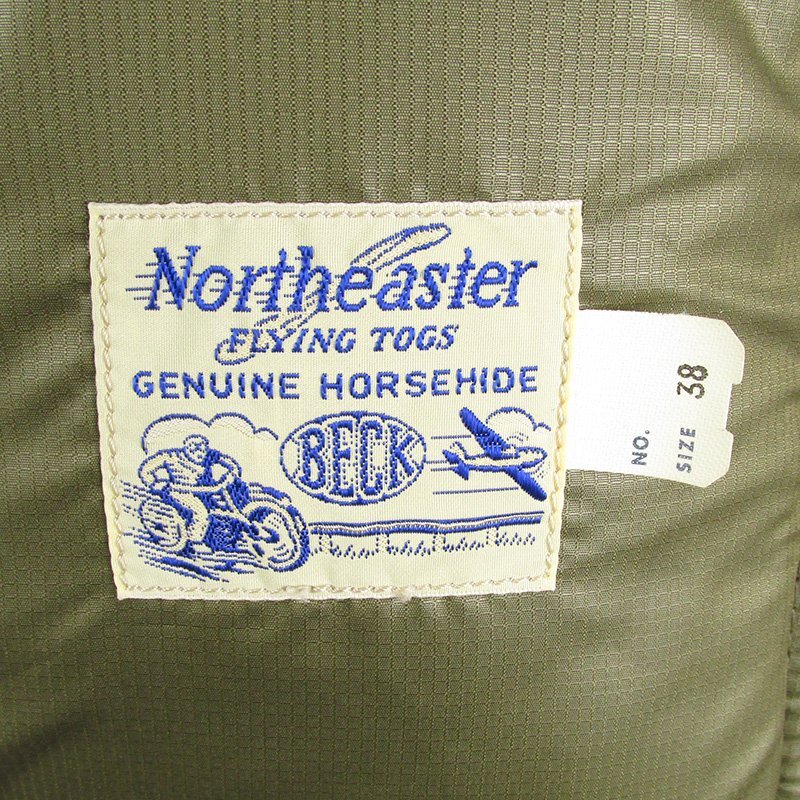 Northeaster
FLYING TOGS
GENUINE HORSEHIDE
BECK
NO.
SIZE 38